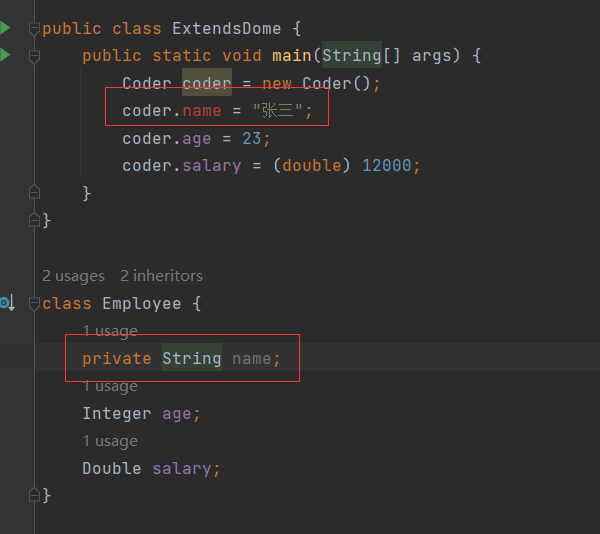 public class ExtendsDome {
public static void main(String[] args) {
Coder coder = new Coder();
coder.name = "张三";
coder.age = 23;
coder.salary = (double) 12000;
}
}
2 usages 2 inheritors
class Employee {
1 usage
private String name;
1 usage
Integer age;
1 usage
Double salary;
}